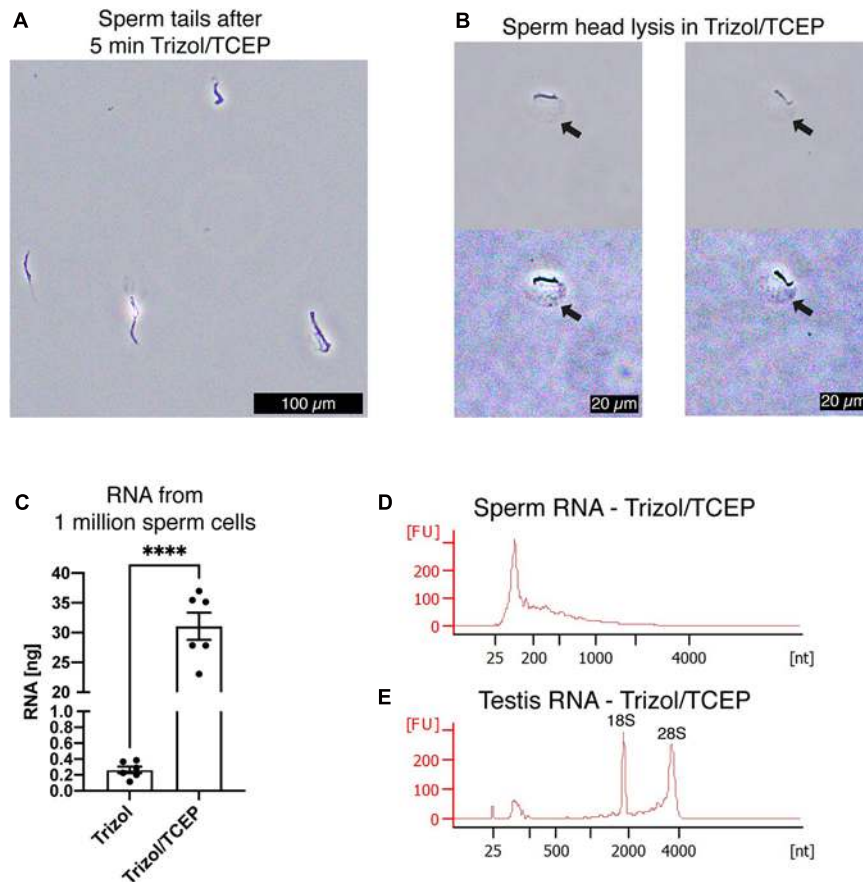 A
Sperm tails after
5 min Trizol/TCEP
100 µm
B
Sperm head lysis in Trizol/TCEP
20 µm
20 µm
C
RNA from
1 million sperm cells
****
RNA [ng]
40
35
30
25
20
1.0
0.8
0.6
0.4
0.2
0.0
Trizol
Trizol/TCEP
D
Sperm RNA - Trizol/TCEP
[FU]
200
100
0
25 200 1000 4000 [nt]
E
Testis RNA - Trizol/TCEP
[FU]
18S 28S
200
100
0
25 500 2000 4000 [nt]